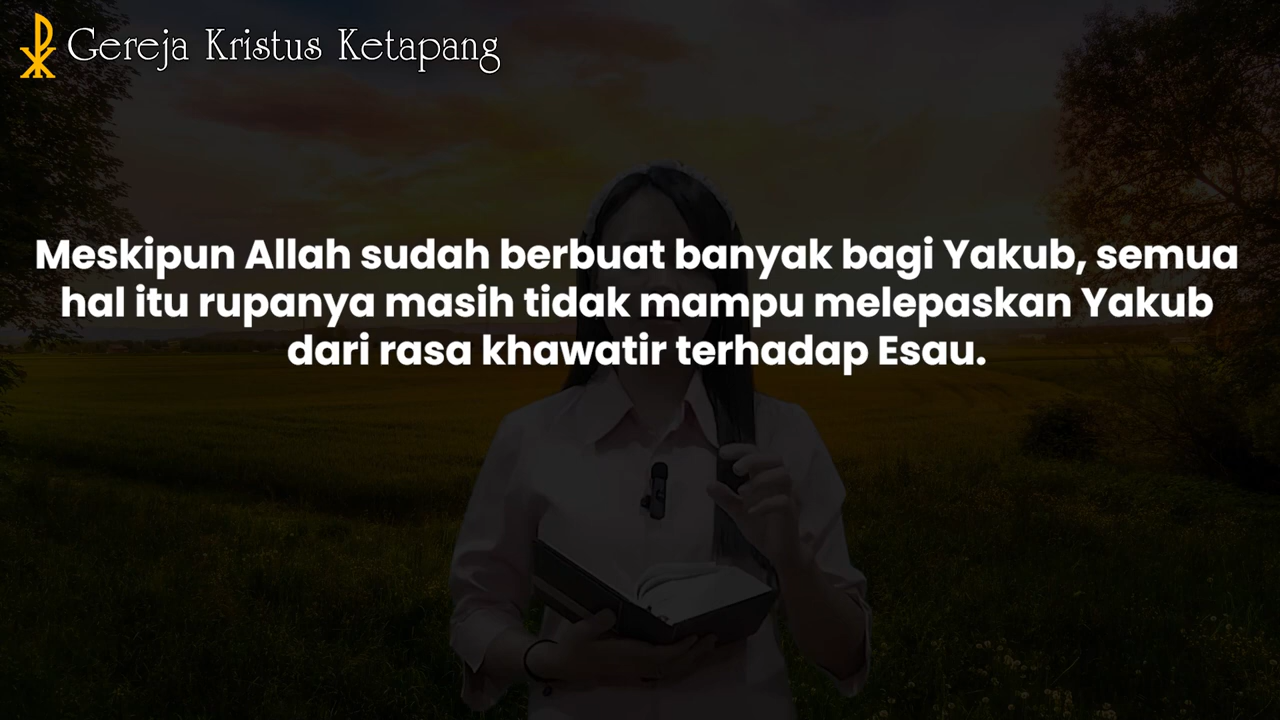 Gereja Kristus Ketapang
Meskipun Allah sudah berbuat banyak bagi Yakub, semua
hal itu rupanya masih tidak mampu melepaskan Yakub
dari rasa khawatir terhadap Esau.